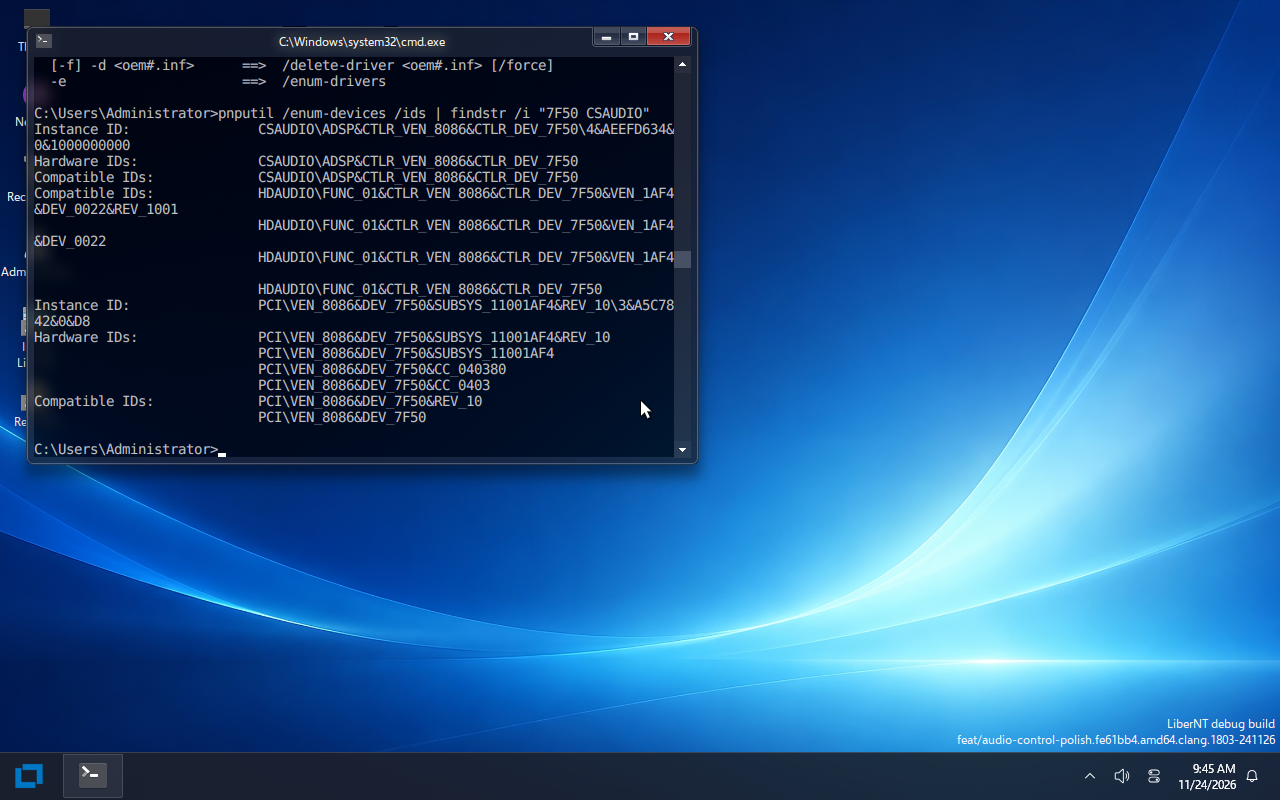 C:\Windows\system32\cmd.exe
[-f] -d <oem#.inf> ==> /delete-driver <oem#.inf> [/force]
-e ==> /enum-drivers
C:\Users\Administrator>pnputil /enum-devices /ids | findstr /i "7F50 CSAUDIO"
Instance ID: CSAUDIO\ADSP&CTLR_VEN_8086&CTLR_DEV_7F50\4&AEEFD634&
0&1000000000
Hardware IDs: CSAUDIO\ADSP&CTLR_VEN_8086&CTLR_DEV_7F50
Compatible IDs: CSAUDIO\ADSP&CTLR_VEN_8086&CTLR_DEV_7F50
Compatible IDs: HDAUDIO\FUNC_01&CTLR_VEN_8086&CTLR_DEV_7F50&VEN_1AF4
&DEV_0022&REV_1001
HDAUDIO\FUNC_01&CTLR_VEN_8086&CTLR_DEV_7F50&VEN_1AF4
&DEV_0022
HDAUDIO\FUNC_01&CTLR_VEN_8086&CTLR_DEV_7F50&VEN_1AF4
HDAUDIO\FUNC_01&CTLR_VEN_8086&CTLR_DEV_7F50
Instance ID: PCI\VEN_8086&DEV_7F50&SUBSYS_11001AF4&REV_10\3&A5C78
42&0&D8
Hardware IDs: PCI\VEN_8086&DEV_7F50&SUBSYS_11001AF4&REV_10
PCI\VEN_8086&DEV_7F50&SUBSYS_11001AF4
PCI\VEN_8086&DEV_7F50&CC_040380
PCI\VEN_8086&DEV_7F50&CC_0403
Compatible IDs: PCI\VEN_8086&DEV_7F50&REV_10
PCI\VEN_8086&DEV_7F50
C:\Users\Administrator>
LiberNT debug build
feat/audio-control-polish.fe61bb4.amd64.clang.1803-241126
9:45 AM
11/24/2026